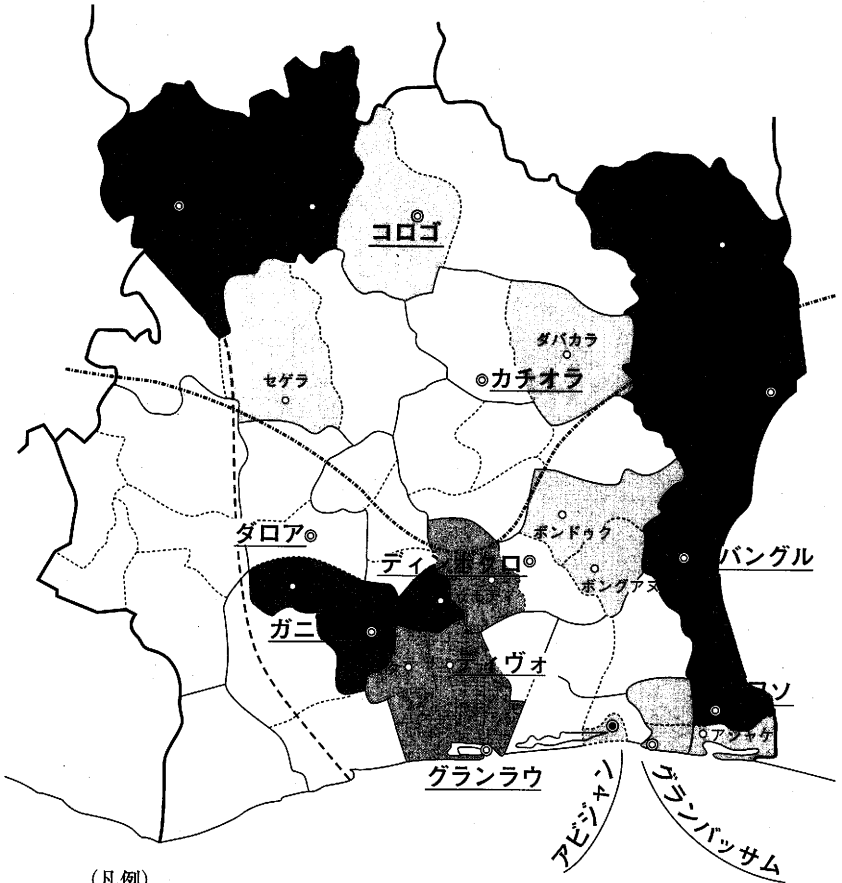 コロゴ
ダバカラ
セゲラ
カチオラ
ダロア
ボンドゥク
ボングアヌ
バングル
ガニ
ィヴォ
ソ
アジャケ
グランラウ
アビジャン
グランバッサム
(凡例)